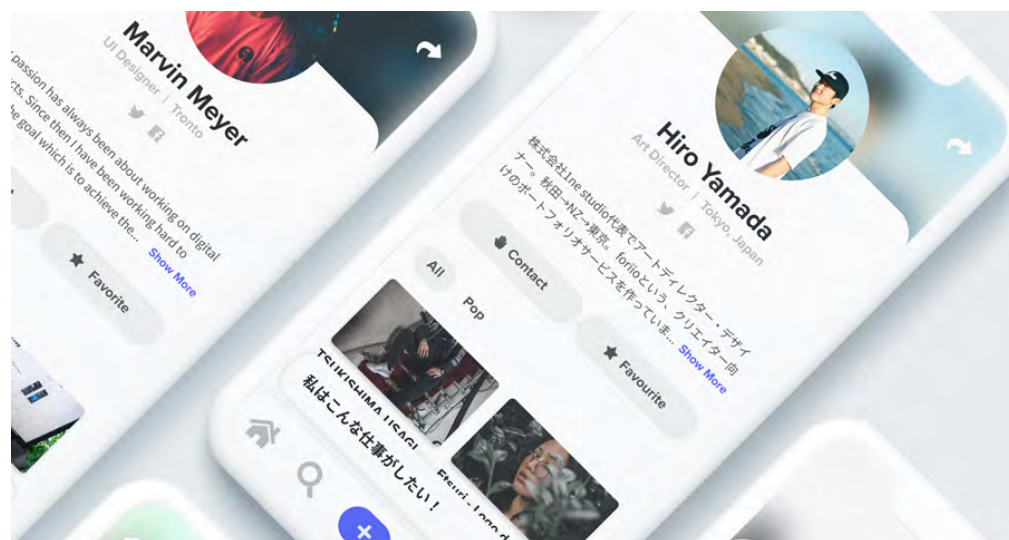 Marvin Meyer
UI Designer | Tronto
passion has always been about working on digital
Since then I have been working hard to
goal which is to achieve the... Show More
Favorite
Hiro Yamada
Art Director | Tokyo, Japan
株式会社1ne studio代表でアートディレクター・デザイ
ナー。秋田→NZ→東京。 foriioという、クリエイター向
けのポートフォリオサービスを作っていま... Show More
Contact
Favourite
All
Pop
TSUKISHIMA USAGI
私はこんな仕事がしたい！